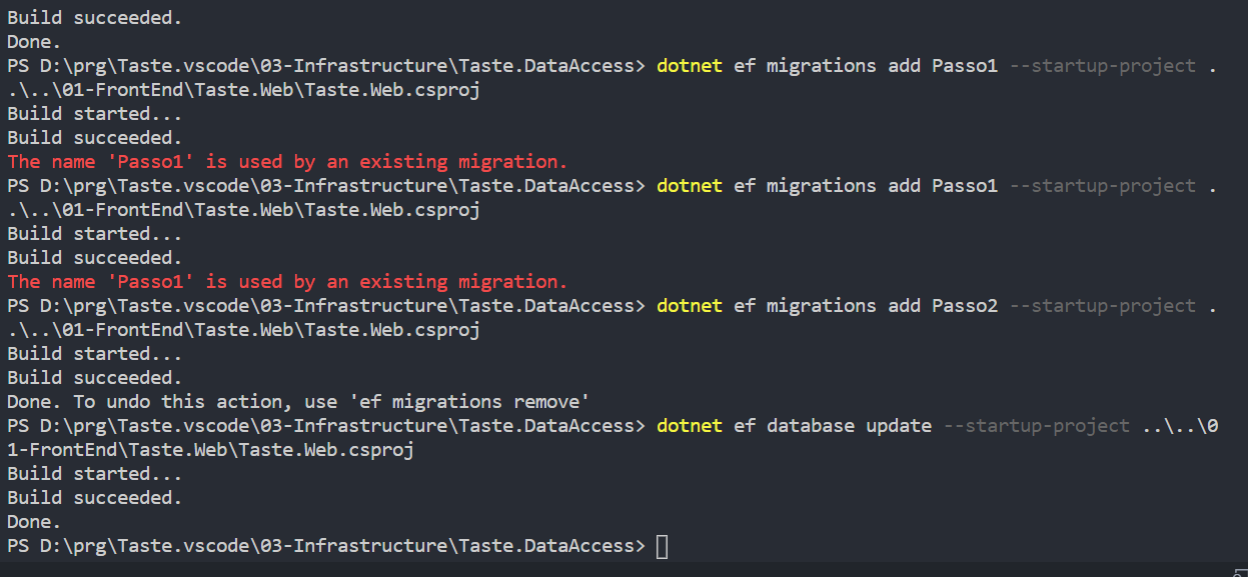 Build succeeded.
Done.
PS D:\prg\Taste.vscode\03-Infrastructure\Taste.DataAccess> dotnet ef migrations add Passo1 --startup-project .
.\..\01-FrontEnd\Taste.Web\Taste.Web.csproj
Build started...
Build succeeded.
The name 'Passo1' is used by an existing migration.
PS D:\prg\Taste.vscode\03-Infrastructure\Taste.DataAccess> dotnet ef migrations add Passo1 --startup-project .
.\..\01-FrontEnd\Taste.Web\Taste.Web.csproj
Build started...
Build succeeded.
The name 'Passo1' is used by an existing migration.
PS D:\prg\Taste.vscode\03-Infrastructure\Taste.DataAccess> dotnet ef migrations add Passo2 --startup-project .
.\..\01-FrontEnd\Taste.Web\Taste.Web.csproj
Build started...
Build succeeded.
Done. To undo this action, use 'ef migrations remove'
PS D:\prg\Taste.vscode\03-Infrastructure\Taste.DataAccess> dotnet ef database update --startup-project ..\..\0
1-FrontEnd\Taste.Web\Taste.Web.csproj
Build started...
Build succeeded.
Done.
PS D:\prg\Taste.vscode\03-Infrastructure\Taste.DataAccess>